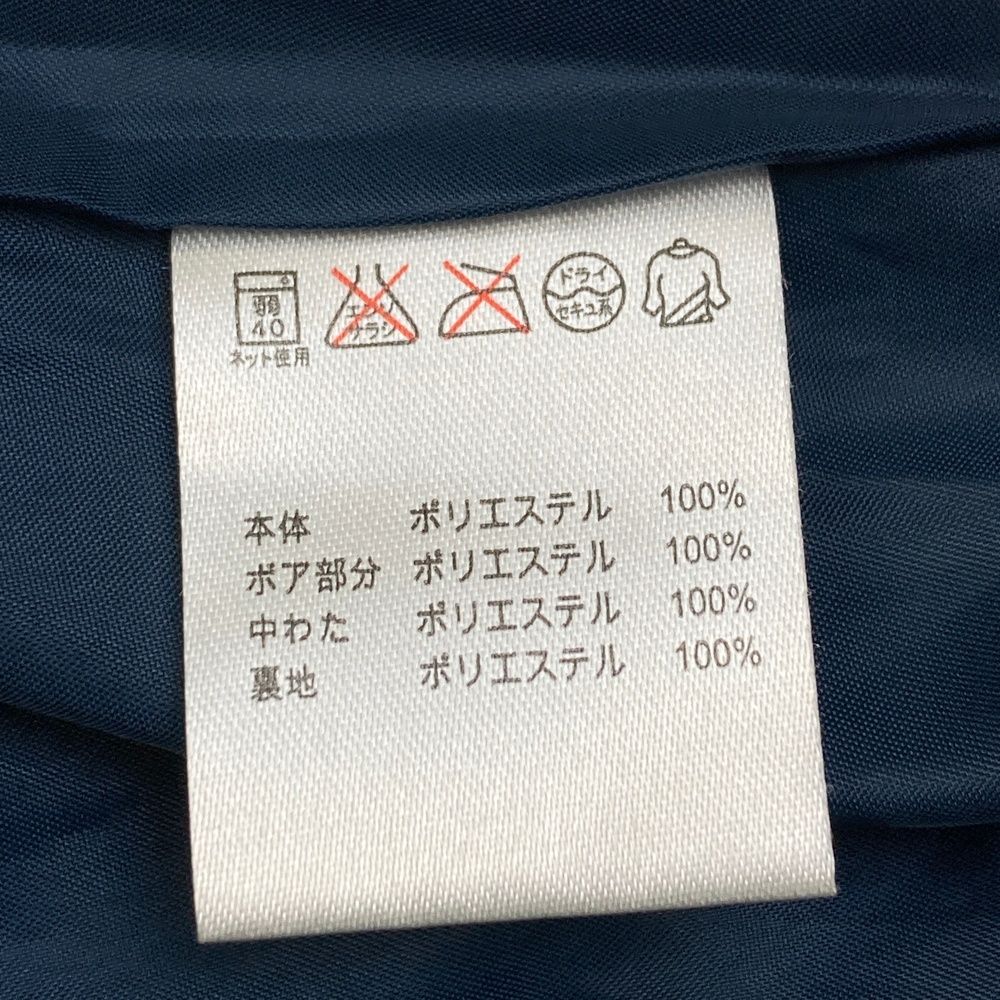 弱
40
ネット使用
エンソ
サラシ
ドライ
セキユ系
本体 ポリエステル 100%
ボア部分 ポリエステル 100%
中わた ポリエステル 100%
裏地 ポリエステル 100%